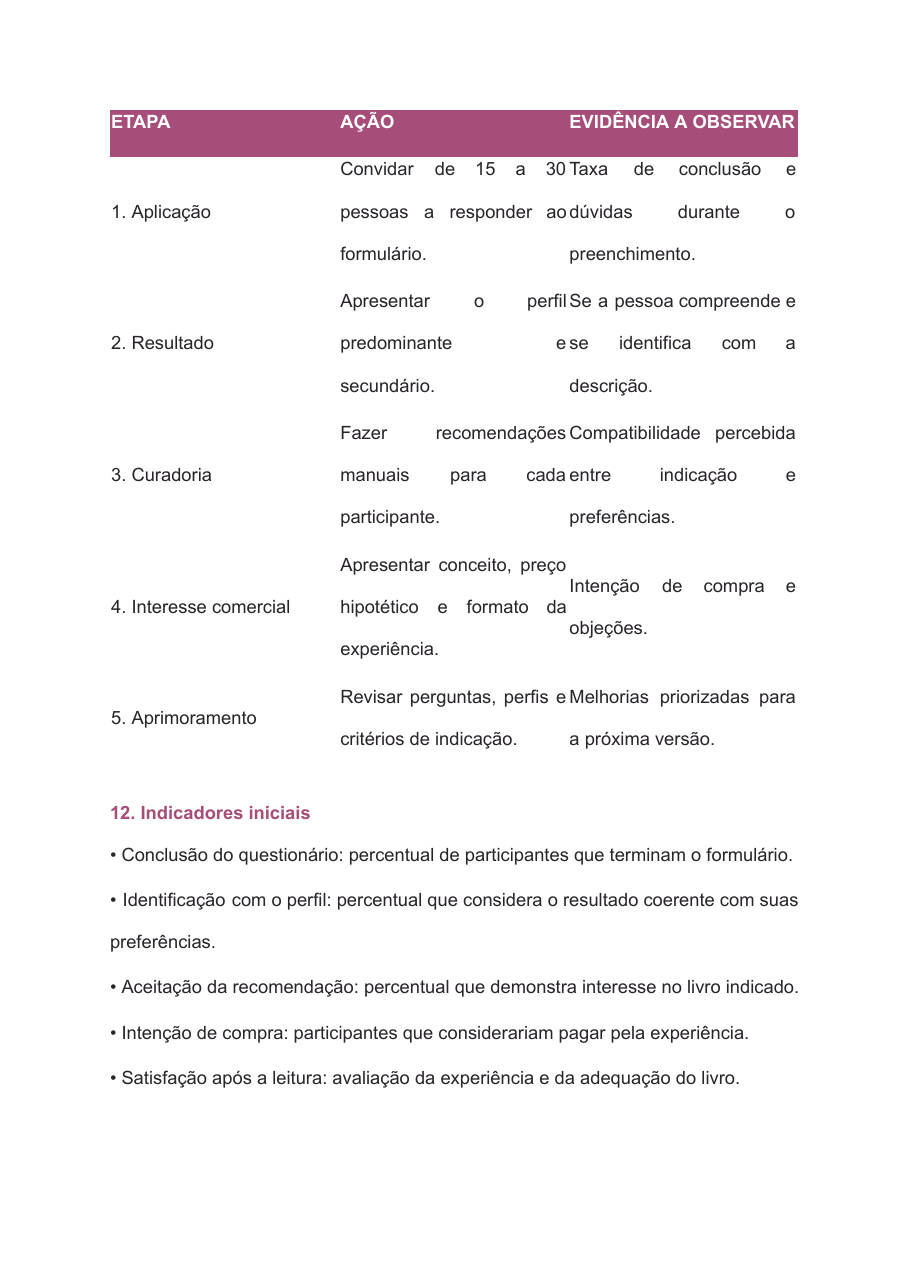 ETAPA AÇÃO EVIDÊNCIA A OBSERVAR
1. Aplicação
Convidar de 15 a 30
pessoas a responder ao
formulário.
Taxa de conclusão e
dúvidas durante o
preenchimento.
2. Resultado
Apresentar o perfil
predominante e
secundário.
Se a pessoa compreende e
se identifica com a
descrição.
3. Curadoria
Fazer recomendações
manuais para cada
participante.
Compatibilidade percebida
entre indicação e
preferências.
4. Interesse comercial
Apresentar conceito, preço
hipotético e formato da
experiência.
Intenção de compra e
objeções.
5. Aprimoramento
Revisar perguntas, perfis e
critérios de indicação.
Melhorias priorizadas para
a próxima versão.
12. Indicadores iniciais
• Conclusão do questionário: percentual de participantes que terminam o formulário.
• Identificação com o perfil: percentual que considera o resultado coerente com suas
preferências.
• Aceitação da recomendação: percentual que demonstra interesse no livro indicado.
• Intenção de compra: participantes que considerariam pagar pela experiência.
• Satisfação após a leitura: avaliação da experiência e da adequação do livro.